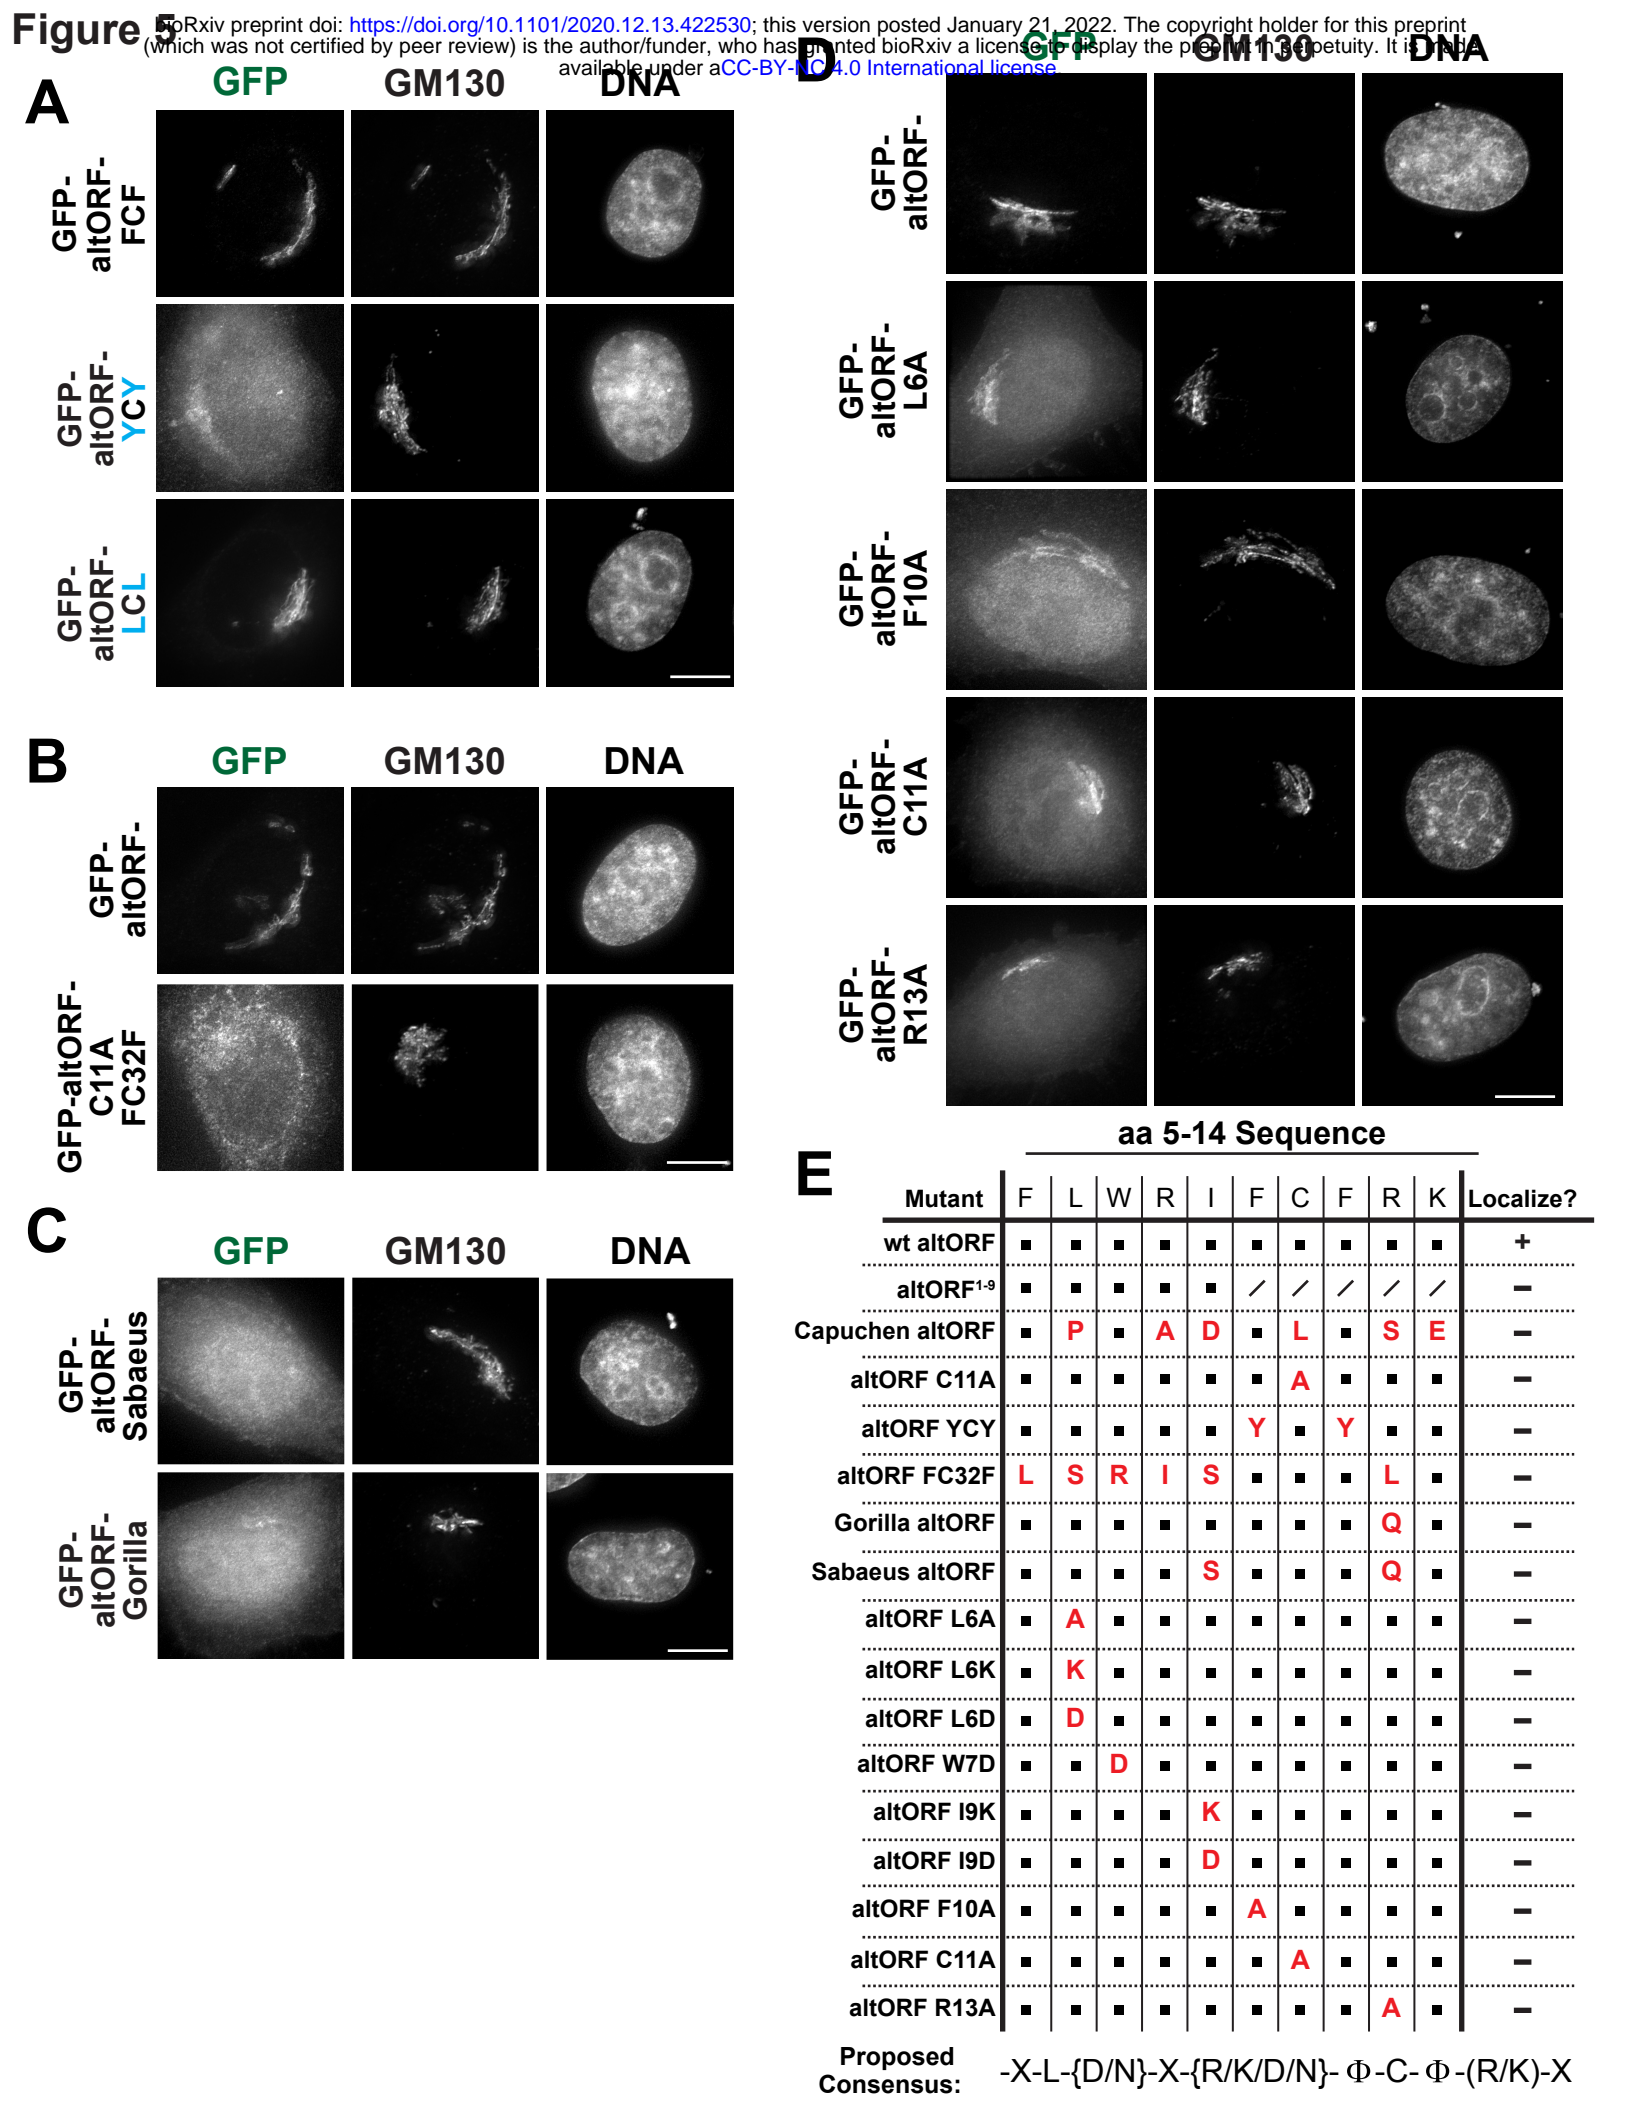 Figure 5
bioRxiv preprint doi: https://doi.org/10.1101/2020.12.13.422530; this version posted January 21, 2022. The copyright holder for this preprint
(which was not certified by peer review) is the author/funder, who has granted bioRxiv a license to display the preprint in perpetuity. It is made
available under aCC-BY-NC 4.0 International license.
A
GFP GM130 DNA
GFP-
altORF-
FCF
GFP-
altORF-
YCY
GFP-
altORF-
LCL
B
GFP GM130 DNA
GFP-
altORF-
GFP-altORF-
C11A
FC32F
C
GFP GM130 DNA
GFP-
altORF-
Sabaeus
GFP-
altORF-
Gorilla
D
GFP GM130 DNA
GFP-
altORF-
GFP-
altORF-
L6A
GFP-
altORF-
F10A
GFP-
altORF-
C11A
GFP-
altORF-
R13A
E
aa 5-14 Sequence
Mutant F L W R I F C F R K Localize?
wt altORF ▪ ▪ ▪ ▪ ▪ ▪ ▪ ▪ ▪ ▪ +
altORF1-9 ▪ ▪ ▪ ▪ ▪ / / / / / −
Capuchen altORF ▪ P ▪ A D ▪ L ▪ S E −
altORF C11A ▪ ▪ ▪ ▪ ▪ ▪ A ▪ ▪ ▪ −
altORF YCY ▪ ▪ ▪ ▪ ▪ Y ▪ Y ▪ ▪ −
altORF FC32F L S R I S ▪ ▪ ▪ L ▪ −
Gorilla altORF ▪ ▪ ▪ ▪ ▪ ▪ ▪ ▪ Q ▪ −
Sabaeus altORF ▪ ▪ ▪ ▪ S ▪ ▪ ▪ Q ▪ −
altORF L6A ▪ A ▪ ▪ ▪ ▪ ▪ ▪ ▪ ▪ −
altORF L6K ▪ K ▪ ▪ ▪ ▪ ▪ ▪ ▪ ▪ −
altORF L6D ▪ D ▪ ▪ ▪ ▪ ▪ ▪ ▪ ▪ −
altORF W7D ▪ ▪ D ▪ ▪ ▪ ▪ ▪ ▪ ▪ −
altORF I9K ▪ ▪ ▪ ▪ K ▪ ▪ ▪ ▪ ▪ −
altORF I9D ▪ ▪ ▪ ▪ D ▪ ▪ ▪ ▪ ▪ −
altORF F10A ▪ ▪ ▪ ▪ ▪ A ▪ ▪ ▪ ▪ −
altORF C11A ▪ ▪ ▪ ▪ ▪ ▪ A ▪ ▪ ▪ −
altORF R13A ▪ ▪ ▪ ▪ ▪ ▪ ▪ ▪ A ▪ −
Proposed
Consensus: -X-L-{D/N}-X-{R/K/D/N}- Φ -C- Φ -(R/K)-X